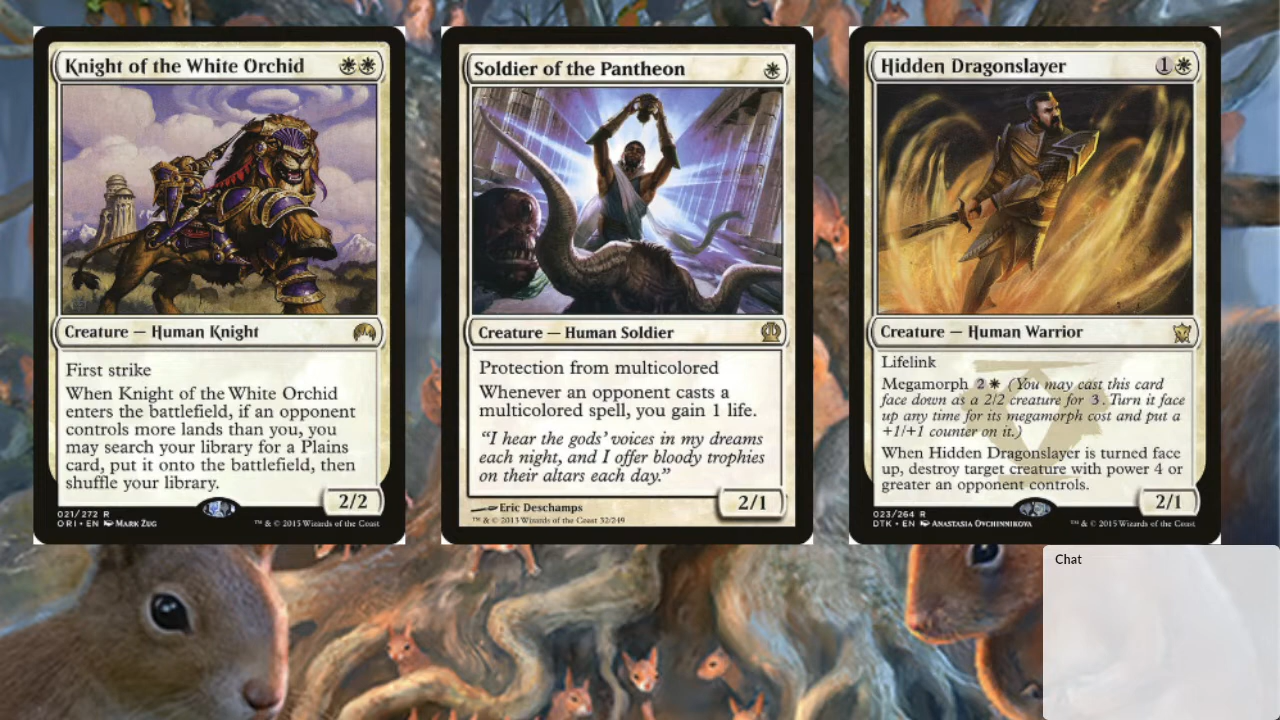 Knight of the White Orchid
Creature — Human Knight
First strike
When Knight of the White Orchid
enters the battlefield, if an opponent
controls more lands than you, you
may search your library for a Plains
card, put it onto the battlefield, then
shuffle your library.
2/2
021/272 R
ORI • EN Mark Zug
™ & © 2015 Wizards of the Coast
Soldier of the Pantheon
Creature — Human Soldier
Protection from multicolored
Whenever an opponent casts a
multicolored spell, you gain 1 life.
“I hear the gods’ voices in my dreams
each night, and I offer bloody trophies
on their altars each day.”
2/1
Eric Deschamps
™ & © 2013 Wizards of the Coast 32/249
Hidden Dragonslayer 1
Creature — Human Warrior
Lifelink
Megamorph 2 (You may cast this card
face down as a 2/2 creature for 3. Turn it face
up any time for its megamorph cost and put a
+1/+1 counter on it.)
When Hidden Dragonslayer is turned face
up, destroy target creature with power 4 or
greater an opponent controls.
2/1
023/264 R
DTK • EN Anastasia Ovchinnikova
™ & © 2015 Wizards of the Coast
Chat